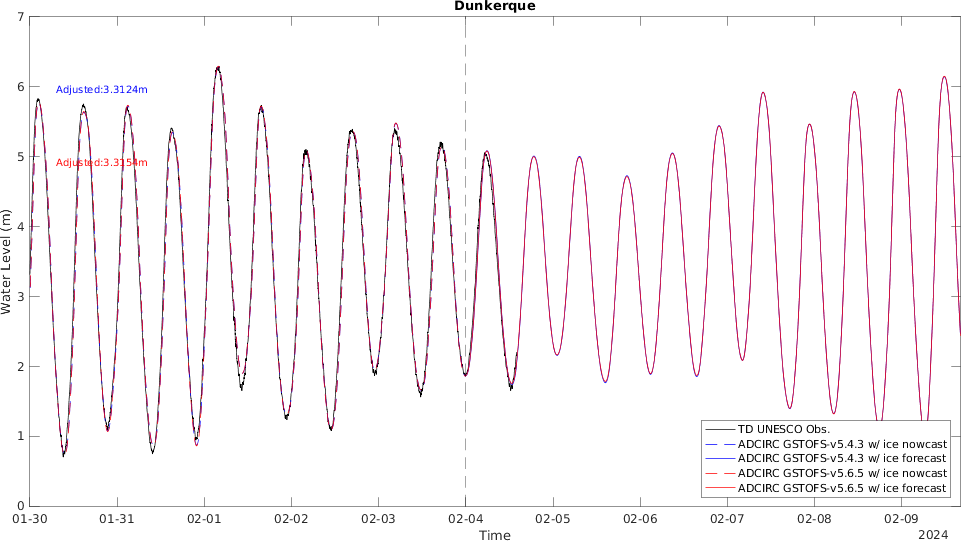 Dunkerque
7
6
5
4
3
2
1
0
Water Level (m)
Adjusted:3.3124m
Adjusted:3.3154m
TD UNESCO Obs.
ADCIRC GSTOFS-v5.4.3 w/ ice nowcast
ADCIRC GSTOFS-v5.4.3 w/ ice forecast
ADCIRC GSTOFS-v5.6.5 w/ ice nowcast
ADCIRC GSTOFS-v5.6.5 w/ ice forecast
01-30 01-31 02-01 02-02 02-03 02-04 02-05 02-06 02-07 02-08 02-09
Time
2024